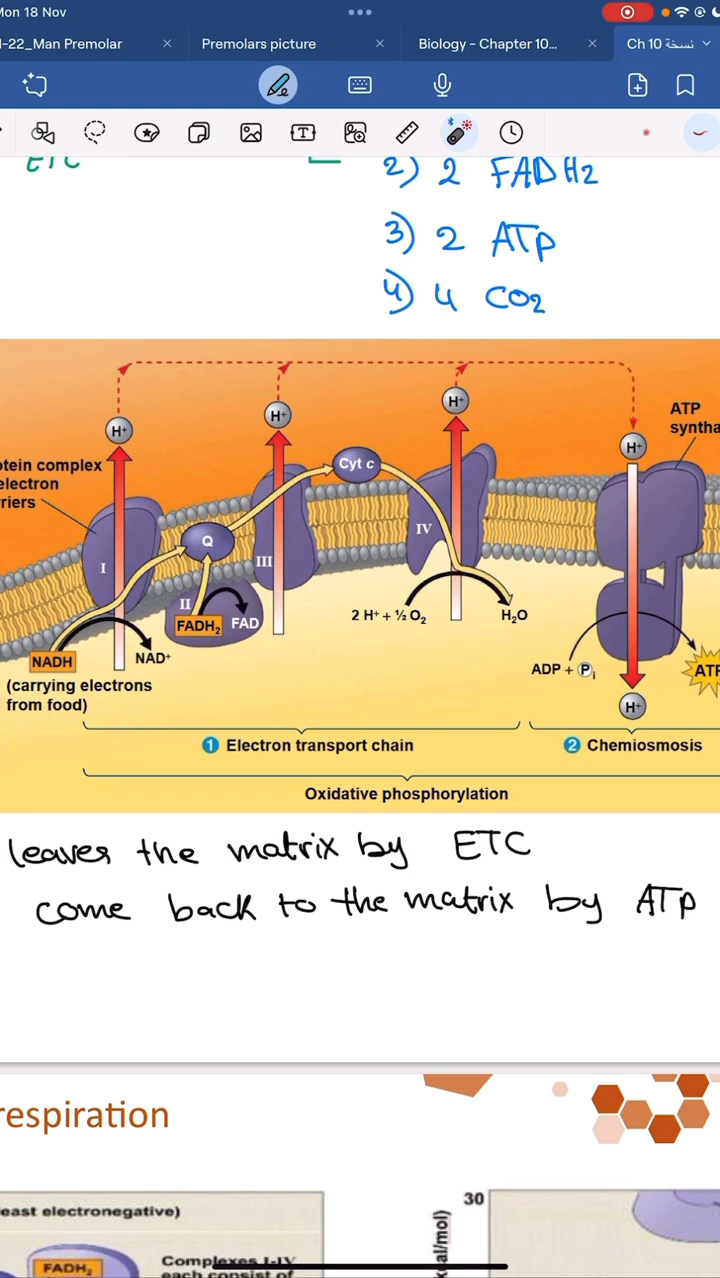 Mon 18 Nov
-22_Man Premolar
Premolars picture
Biology - Chapter 10...
Ch 10 نسخة
ETC
2) 2 FADH2
3) 2 ATP
4) 4 CO2
H+
H+
H+
H+
ATP
syntha
otein complex
electron
riers
Cyt c
Q
I
II
III
IV
FADH2
FAD
2 H+ + ½ O2
H2O
NADH
NAD+
(carrying electrons
from food)
ADP + Pi
ATP
H+
1 Electron transport chain
2 Chemiosmosis
Oxidative phosphorylation
leaves the matrix by ETC
come back to the matrix by ATP
respiration
east electronegative)
30
cal/mol)
FADH2
Complexes I-IV
each consist of